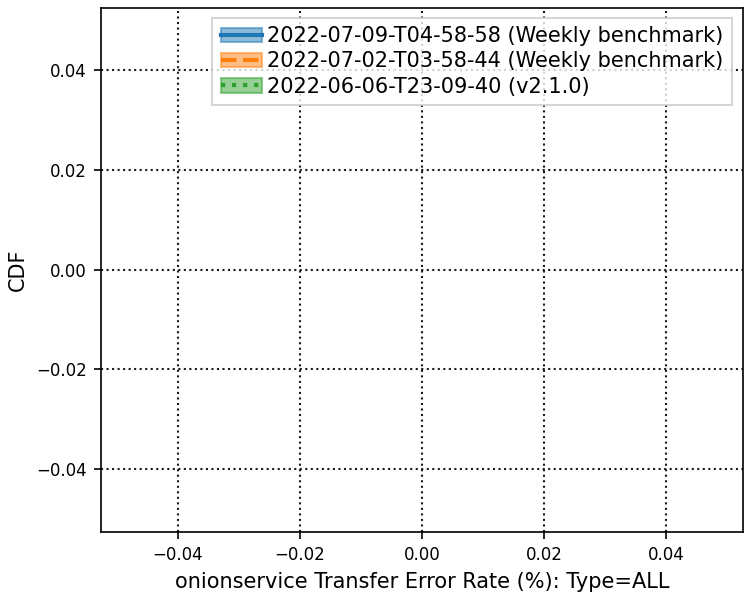 2022-07-09-T04-58-58 (Weekly benchmark)
2022-07-02-T03-58-44 (Weekly benchmark)
2022-06-06-T23-09-40 (v2.1.0)
CDF
0.04
0.02
0.00
−0.02
−0.04
−0.04 −0.02 0.00 0.02 0.04
onionservice Transfer Error Rate (%): Type=ALL